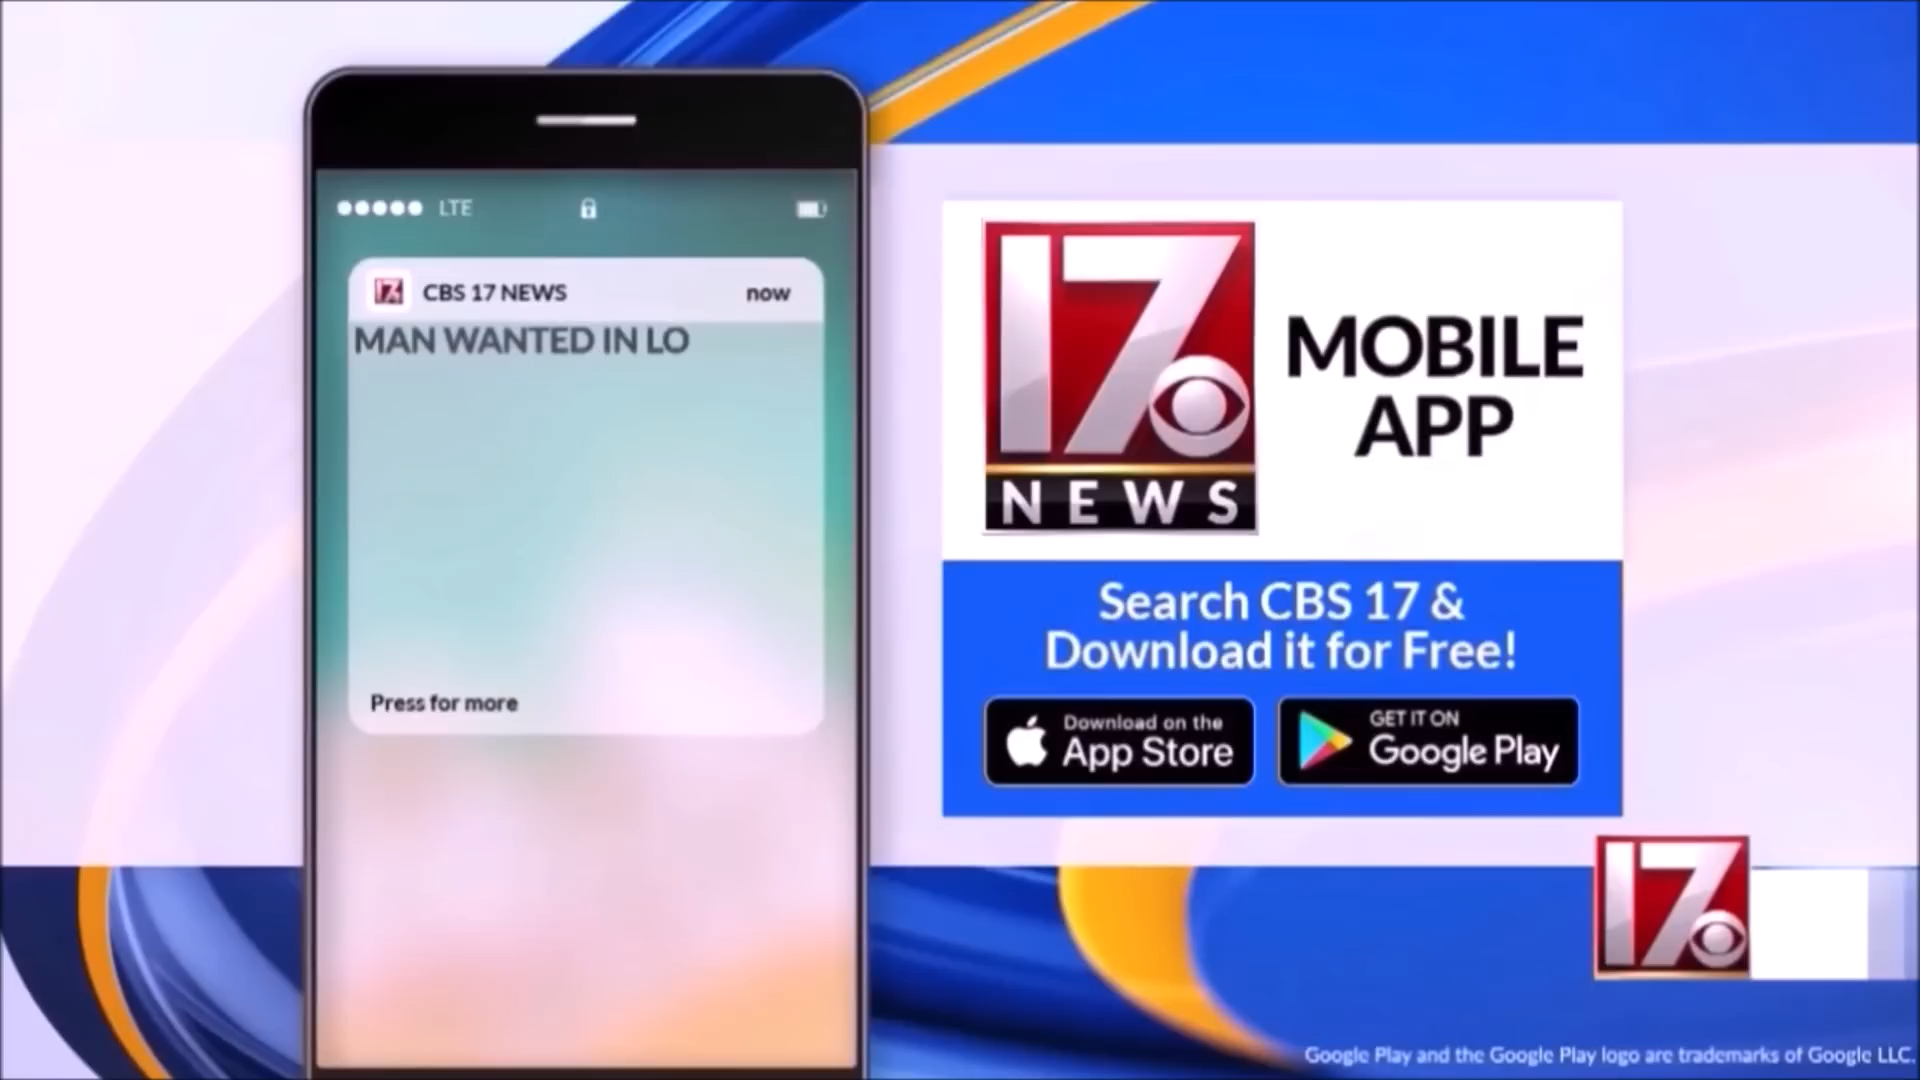 LTE
17 CBS 17 NEWS now
MAN WANTED IN LO
Press for more
17
NEWS
MOBILE
APP
Search CBS 17 &
Download it for Free!
Download on the
App Store
GET IT ON
Google Play
17
Google Play and the Google Play logo are trademarks of Google LLC.